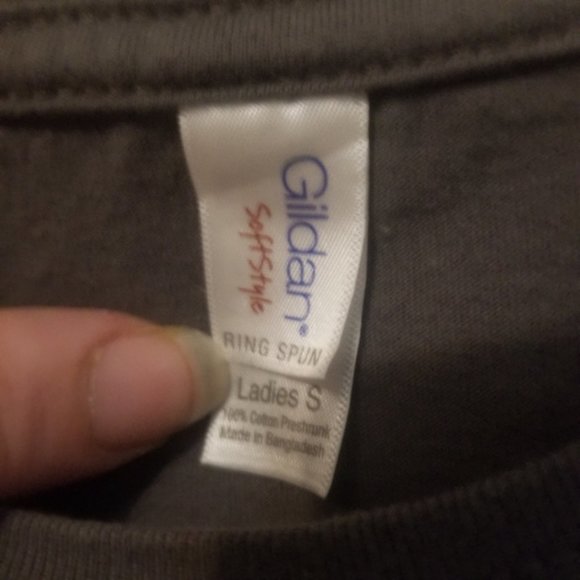 Gildan®
SoftStyle
RING SPUN
Ladies S
100% Cotton Preshrunk
Made in Bangladesh